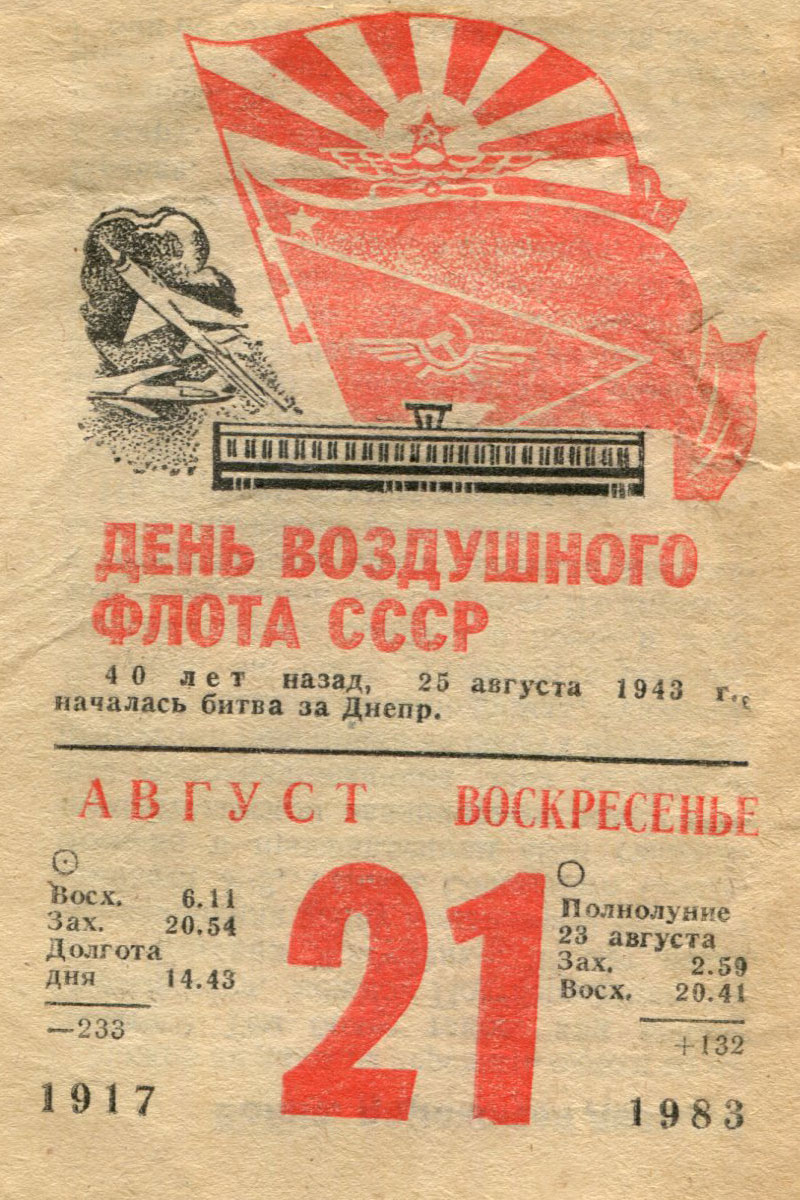 ДЕНЬ ВОЗДУШНОГО
ФЛОТА СССР
40 лет назад, 25 августа 1943 г.
началась битва за Днепр.
АВГУСТ ВОСКРЕСЕНЬЕ
Восх. 6.11
Зах. 20.54
Долгота
дня 14.43
—233
1917
21
Полнолуние
23 августа
Зах. 2.59
Восх. 20.41
+132
1983